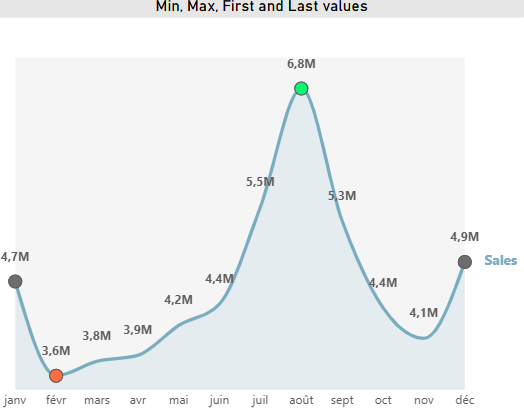 Min, Max, First and Last values
6,8M
5,5M
5,3M
4,9M
4,7M
Sales
4,4M
4,4M
4,2M
4,1M
3,9M
3,8M
3,6M
janv févr mars avr mai juin juil août sept oct nov déc